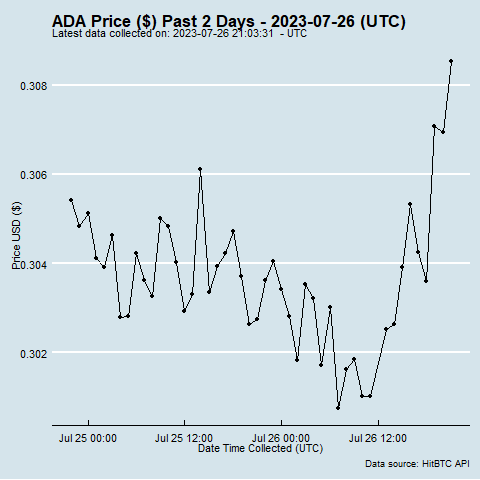 ADA Price ($) Past 2 Days - 2023-07-26 (UTC)
Latest data collected on: 2023-07-26 21:03:31  - UTC
0.308
0.306
0.304
0.302
Price USD ($)
Jul 25 00:00
Jul 25 12:00
Jul 26 00:00
Jul 26 12:00
Date Time Collected (UTC)
Data source: HitBTC API